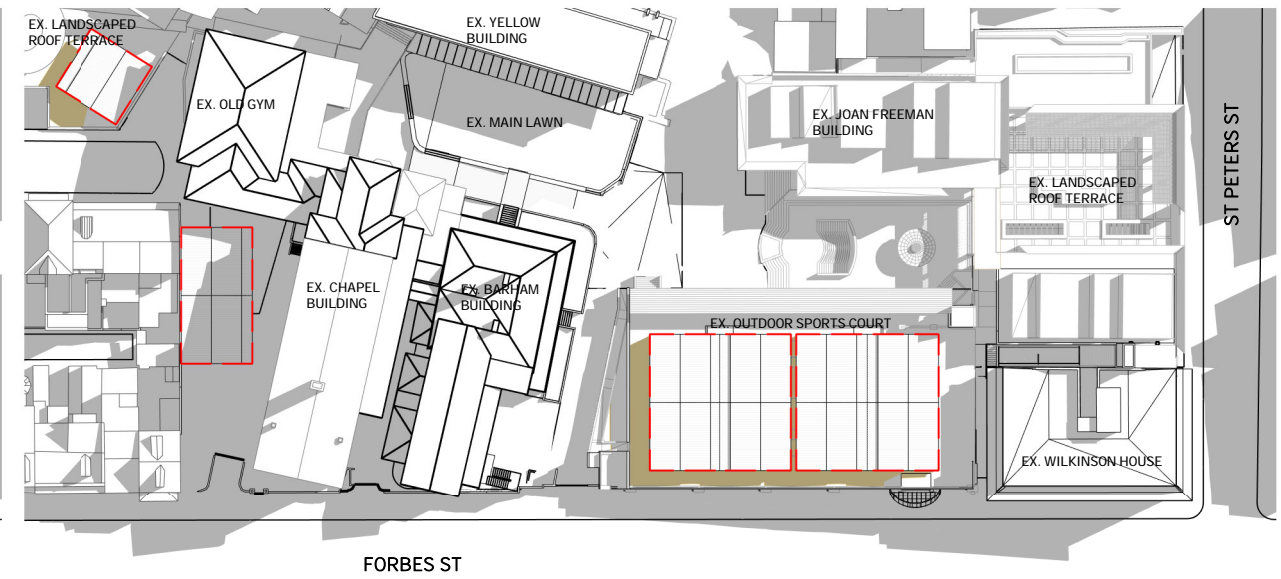 EX. LANDSCAPED
ROOF TERRACE
EX. YELLOW
BUILDING
EX. OLD GYM
EX. MAIN LAWN
EX. JOAN FREEMAN
BUILDING
ST PETERS ST
EX. LANDSCAPED
ROOF TERRACE
EX. CHAPEL
BUILDING
EX. BARHAM
BUILDING
EX. OUTDOOR SPORTS COURT
EX. WILKINSON HOUSE
FORBES ST